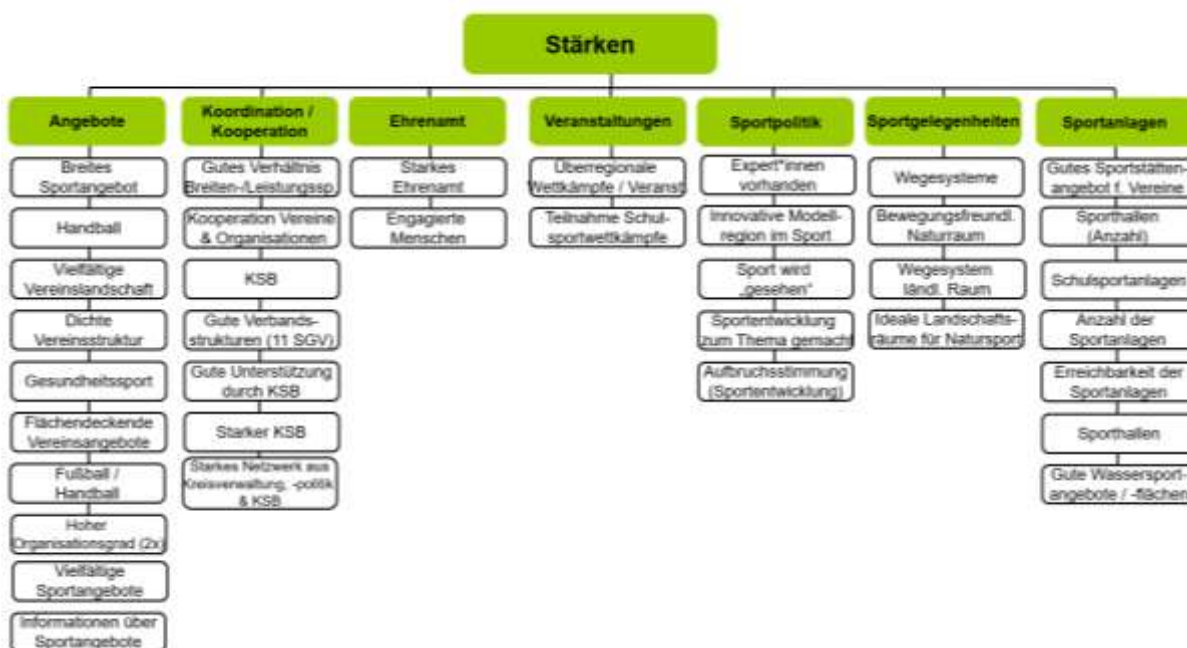 Stärken
Angebote
Breites
Sportangebot
Handball
Vielfältige
Vereinslandschaft
Dichte
Vereinsstruktur
Gesundheitssport
Flächendeckende
Vereinsangebote
Fußball /
Handball
Hoher
Organisationsgrad (2x)
Vielfältige
Sportangebote
Informationen über
Sportangebote
Koordination /
Kooperation
Gutes Verhältnis
Breiten-/Leistungssp.
Kooperation Vereine
& Organisationen
KSB
Gute Verbands-
strukturen (11 SGV)
Gute Unterstützung
durch KSB
Starker KSB
Starkes Netzwerk aus
Kreisverwaltung, -politik
& KSB
Ehrenamt
Starkes
Ehrenamt
Engagierte
Menschen
Veranstaltungen
Überregionale
Wettkämpfe / Veranst.
Teilnahme Schul-
sportwettkämpfe
Sportpolitik
Expert*innen
vorhanden
Innovative Modell-
region im Sport
Sport wird
„gesehen“
Sportentwicklung
zum Thema gemacht
Aufbruchsstimmung
(Sportentwicklung)
Sportgelegenheiten
Wegesysteme
Bewegungsfreundl.
Naturraum
Wegesystem
ländl. Raum
Ideale Landschafts-
räume für Natursport
Sportanlagen
Gutes Sportstätten-
angebot f. Vereine
Sporthallen
(Anzahl)
Schulsportanlagen
Anzahl der
Sportanlagen
Erreichbarkeit der
Sportanlagen
Sporthallen
Gute Wassersport-
angebote / -flächen